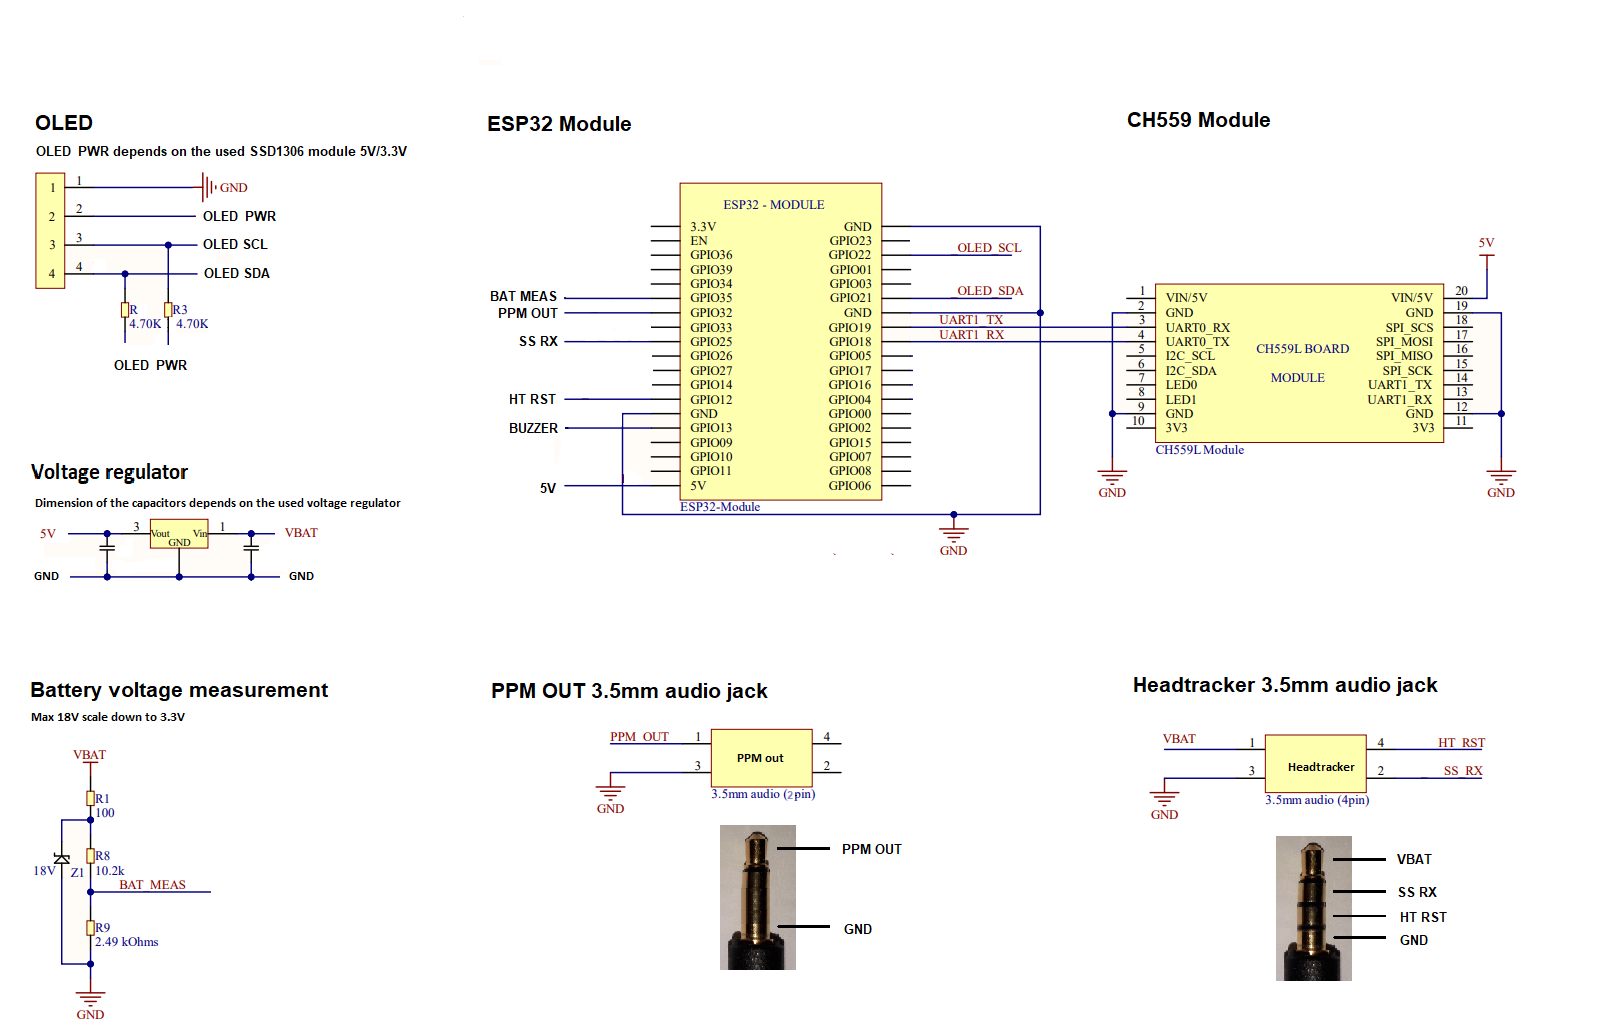 OLED
OLED PWR depends on the used SSD1306 module 5V/3.3V
1 1 GND
2 2 OLED PWR
3 3 OLED SCL
4 4 OLED SDA
R R3
4.70K 4.70K
OLED PWR
Voltage regulator
Dimension of the capacitors depends on the used voltage regulator
5V 3 Vout Vin 1 VBAT
GND
GND GND
Battery voltage measurement
Max 18V scale down to 3.3V
VBAT
R1
100
R8
18V Z1 10.2k
BAT_MEAS
R9
2.49 kOhms
GND
ESP32 Module
ESP32 - MODULE
3.3V GND
EN GPIO23
GPIO36 GPIO22 OLED_SCL
GPIO39 GPIO01
GPIO34 GPIO03
BAT MEAS GPIO35 GPIO21 OLED_SDA
PPM OUT GPIO32 GND
GPIO33 GPIO19 UART1_TX
SS RX GPIO25 GPIO18 UART1_RX
GPIO26 GPIO05
GPIO27 GPIO17
GPIO14 GPIO16
HT RST GPIO12 GPIO04
GND GPIO00
BUZZER GPIO13 GPIO02
GPIO09 GPIO15
GPIO10 GPIO07
GPIO11 GPIO08
5V 5V GPIO06
ESP32-Module
GND
CH559 Module
5V
1 VIN/5V VIN/5V 20
2 GND GND 19
3 UART0_RX SPI_SCS 18
4 UART0_TX SPI_MOSI 17
5 I2C_SCL CH559L BOARD SPI_MISO 16
6 I2C_SDA SPI_SCK 15
7 LED0 MODULE UART1_TX 14
8 LED1 UART1_RX 13
9 GND GND 12
10 3V3 3V3 11
CH559L Module
GND GND
PPM OUT 3.5mm audio jack
PPM_OUT 1 4
PPM out
3 2
3.5mm audio (2pin)
GND
PPM OUT
GND
Headtracker 3.5mm audio jack
VBAT 1 4 HT_RST
Headtracker
3 2 SS_RX
3.5mm audio (4pin)
GND
VBAT
SS RX
HT RST
GND